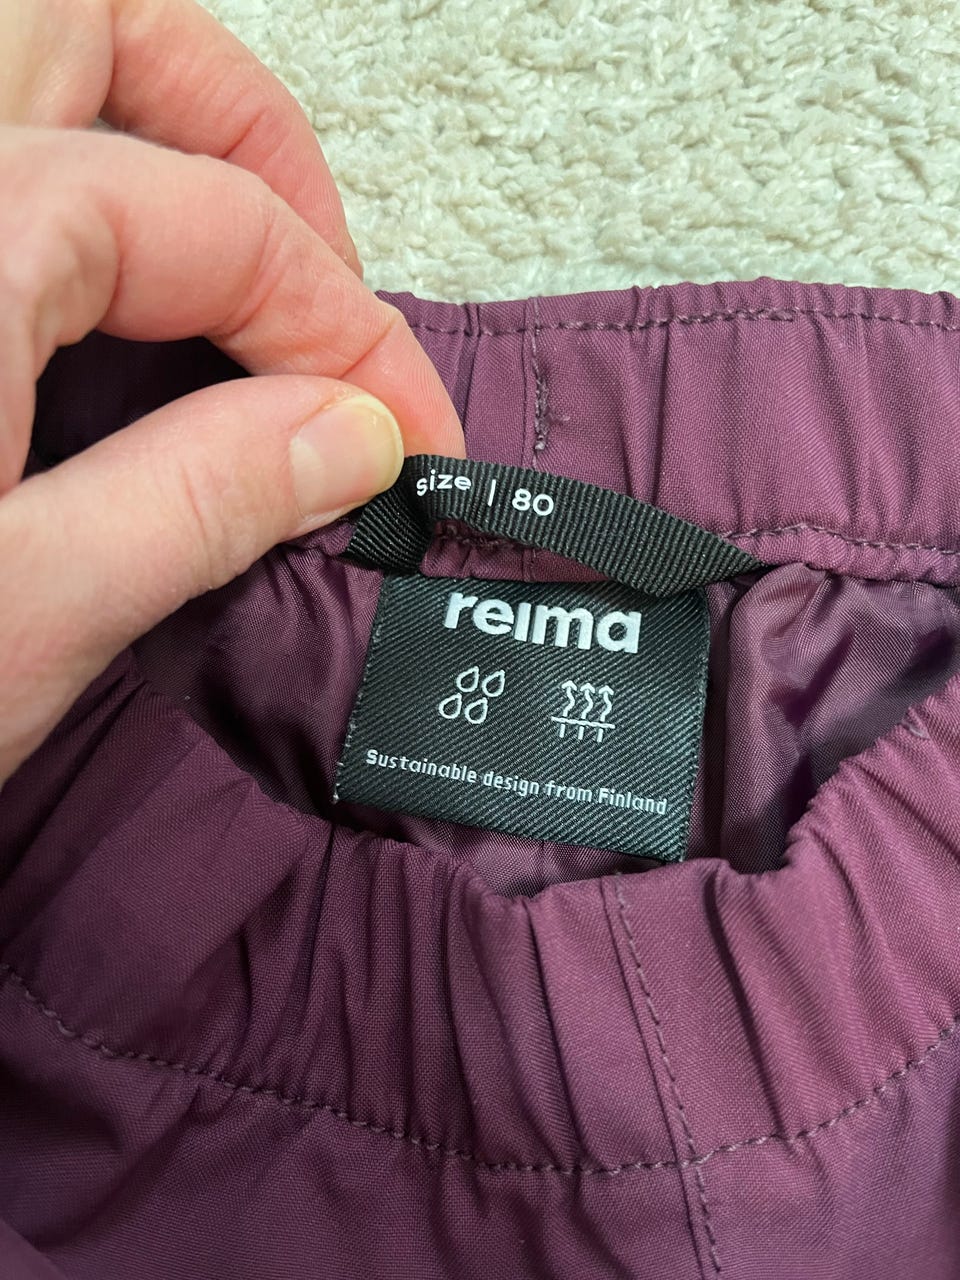 size | 80
reima
Sustainable design from Finland